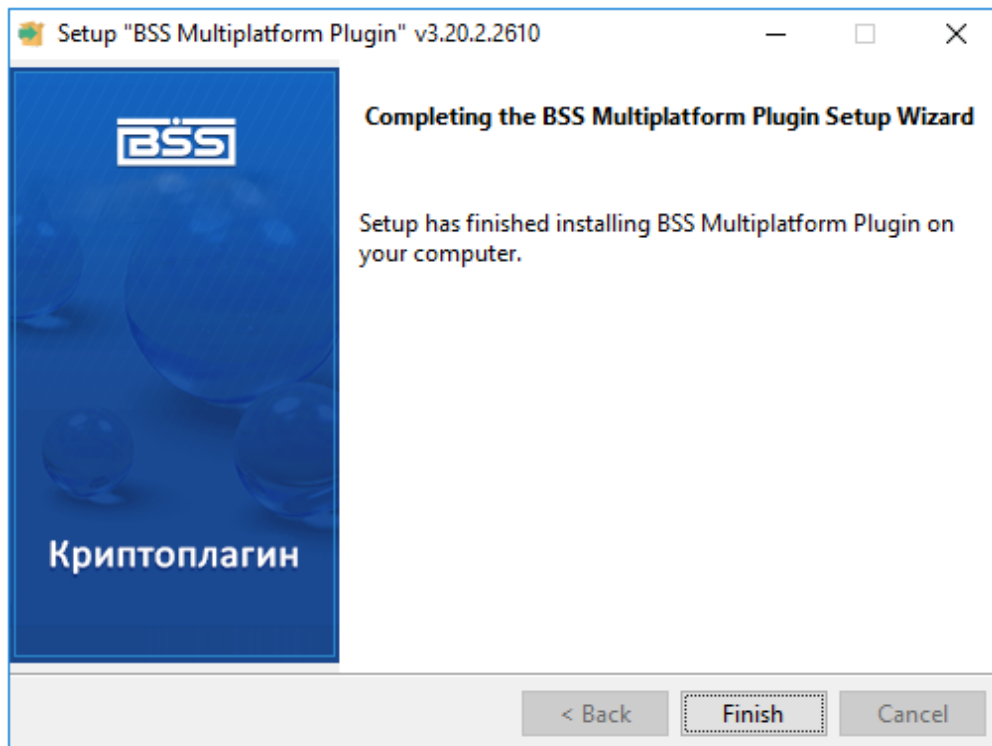 Setup "BSS Multiplatform Plugin" v3.20.2.2610
BSS
Криптоплагин
Completing the BSS Multiplatform Plugin Setup Wizard
Setup has finished installing BSS Multiplatform Plugin on
your computer.
< Back
Finish
Cancel